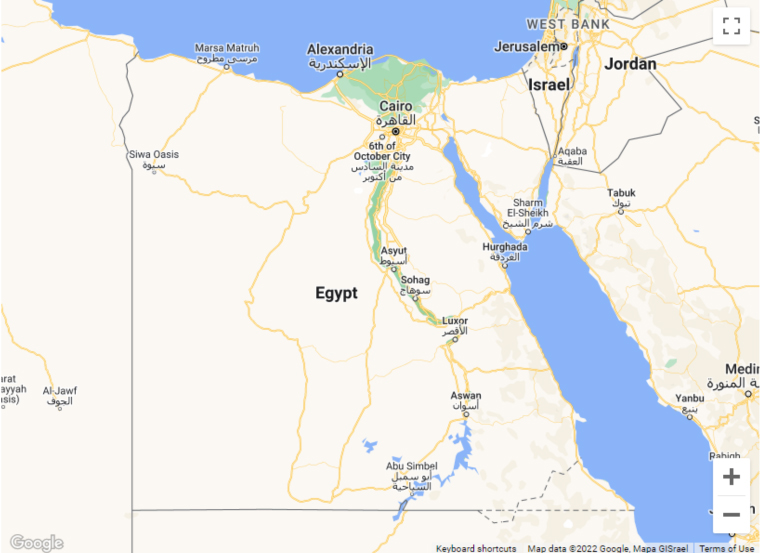 WEST BANK
Marsa Matruh
مرسى مطروح
Alexandria
الإسكندرية
Jerusalem
Jordan
Israel
Cairo
القاهرة
6th of
October City
مدينة السادس
من أكتوبر
Siwa Oasis
سيوة
Aqaba
العقبة
Tabuk
تبوك
Sharm
El-Sheikh
شرم الشيخ
Hurghada
الغردقة
Asyut
أسيوط
Sohag
سوهاج
Egypt
Luxor
الأقصر
Al-Jawf
الجوف
Aswan
أسوان
Yanbu
ينبع
المنورة
Abu Simbel
أبو سمبل
السياحية
Rabigh
Google
Keyboard shortcuts
Map data ©2022 Google, Mapa GISrael
Terms of Use